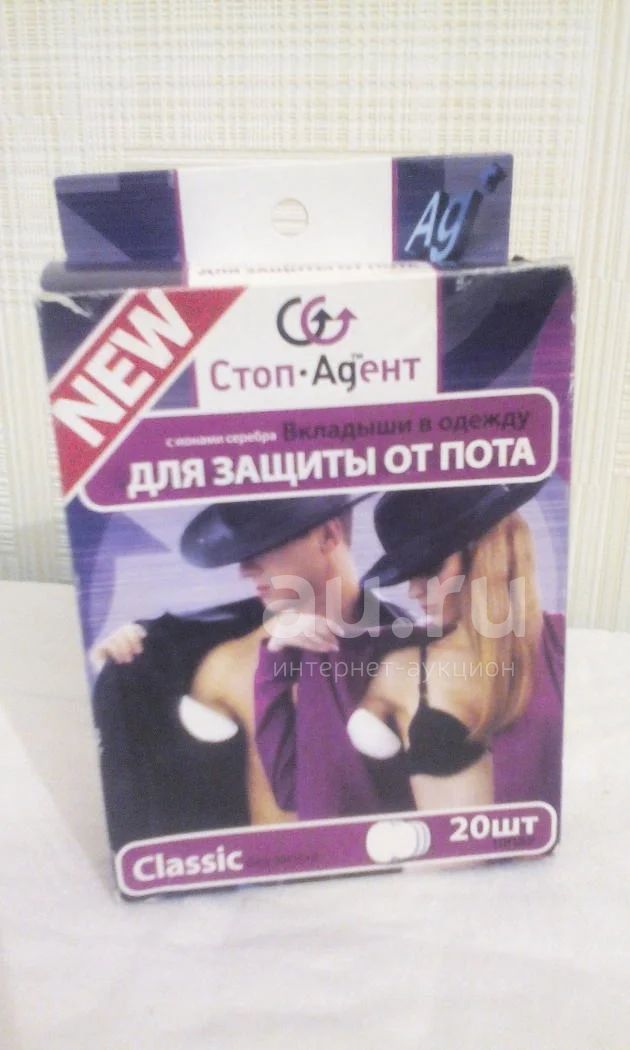 Ag
ДЛЯ ЗАЩИТЫ ОТ ПОТА
NEW
Стоп•Agент™
с ионами серебра Вкладыши в одежду
ДЛЯ ЗАЩИТЫ ОТ ПОТА
au.ru
интернет-аукцион
Classic
20шт